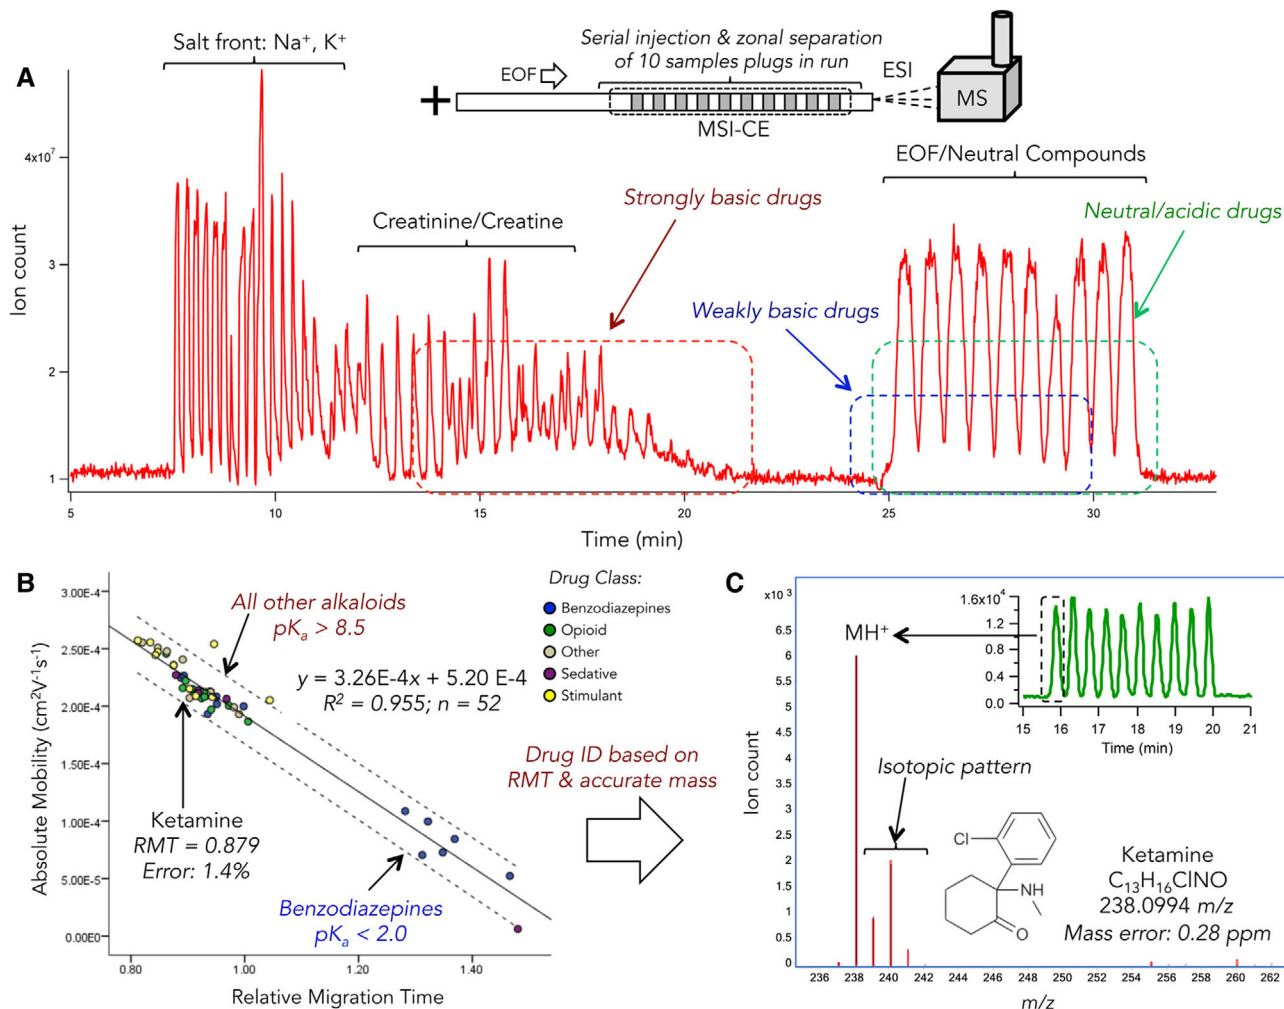 A
Salt front: Na⁺, K⁺
Serial injection & zonal separation
of 10 samples plugs in run
EOF
ESI
+
MS
MSI-CE
EOF/Neutral Compounds
Strongly basic drugs
Neutral/acidic drugs
Creatinine/Creatine
Weakly basic drugs
Ion count
4x10⁷
3
2
1
5
10
15
20
25
30
Time (min)
B
Absolute Mobility (cm²V⁻¹s⁻¹)
3.00E-4
2.50E-4
2.00E-4
1.50E-4
1.00E-4
5.00E-5
0.00E0
0.80
1.00
1.20
1.40
Relative Migration Time
All other alkaloids
pKa > 8.5
y = 3.26E-4x + 5.20 E-4
R² = 0.955; n = 52
Drug Class:
Benzodiazepines
Opioid
Other
Sedative
Stimulant
Ketamine
RMT = 0.879
Error: 1.4%
Benzodiazepines
pKa < 2.0
Drug ID based on
RMT & accurate mass
C
Ion count
x10 ³
6.5
6
5.5
5
4.5
4
3.5
3
2.5
2
1.5
1
0.5
0
MH⁺
1.6x10⁴
1.2
0.8
0.4
0.0
15
16
17
18
19
20
21
Time (min)
Isotopic pattern
Cl
NH
O
Ketamine
C₁₃H₁₆ClNO
238.0994 m/z
Mass error: 0.28 ppm
236
238
240
242
244
246
248
250
252
254
256
258
260
262
m/z